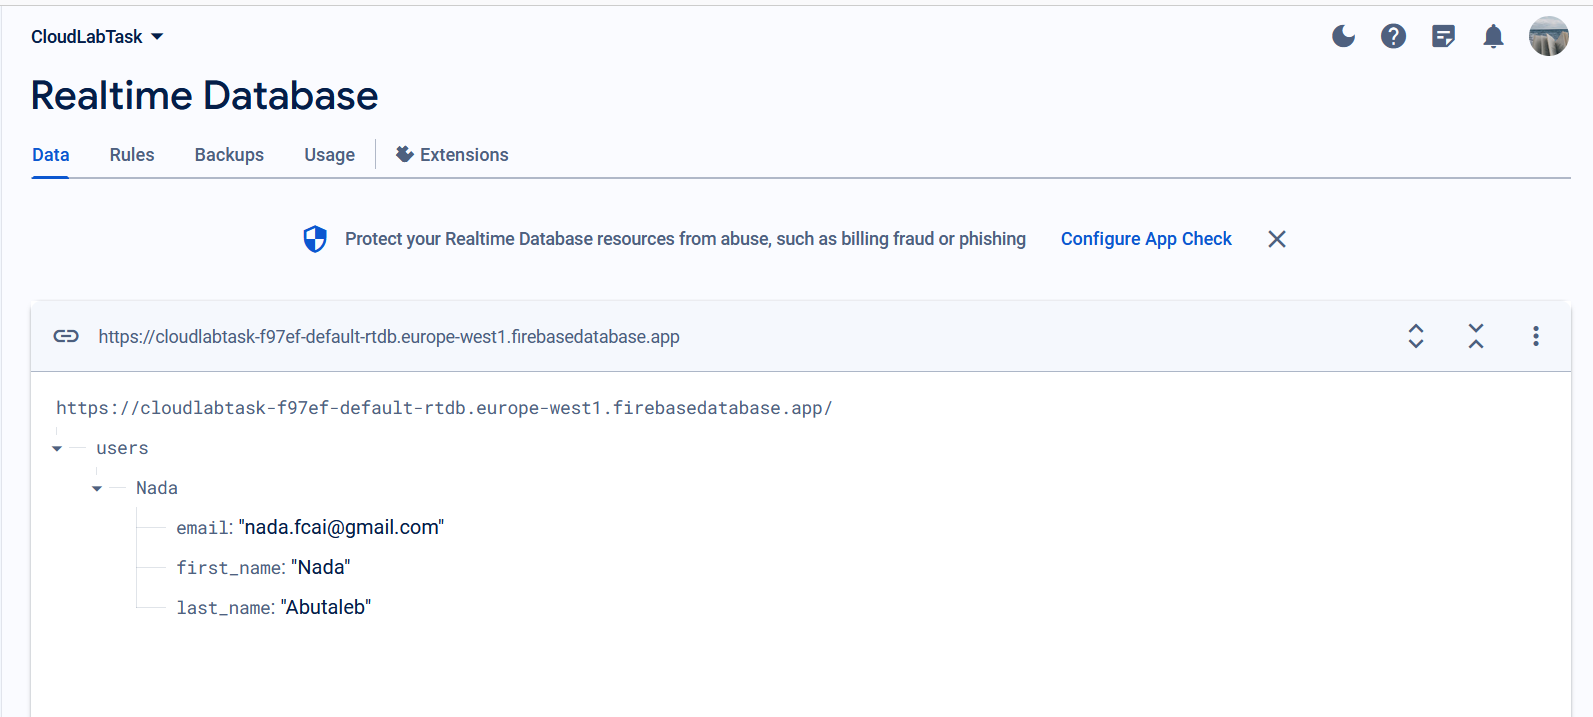 CloudLabTask
Realtime Database
Data Rules Backups Usage Extensions
Protect your Realtime Database resources from abuse, such as billing fraud or phishing Configure App Check
https://cloudlabtask-f97ef-default-rtdb.europe-west1.firebasedatabase.app
https://cloudlabtask-f97ef-default-rtdb.europe-west1.firebasedatabase.app/
users
Nada
email: "nada.fcai@gmail.com"
first_name: "Nada"
last_name: "Abutaleb"